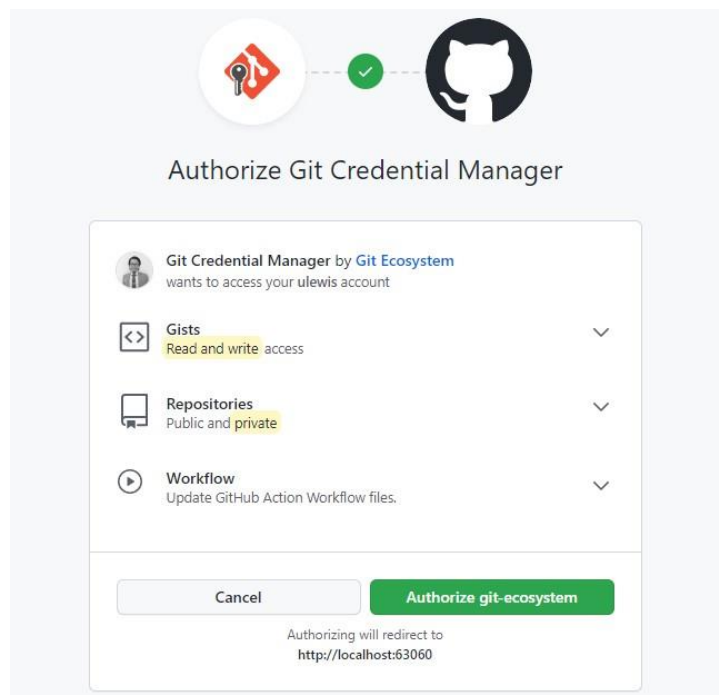 Authorize Git Credential Manager
Git Credential Manager by Git Ecosystem
wants to access your ulewis account
Gists
Read and write access
Repositories
Public and private
Workflow
Update GitHub Action Workflow files.
Cancel
Authorize git-ecosystem
Authorizing will redirect to
http://localhost:63060